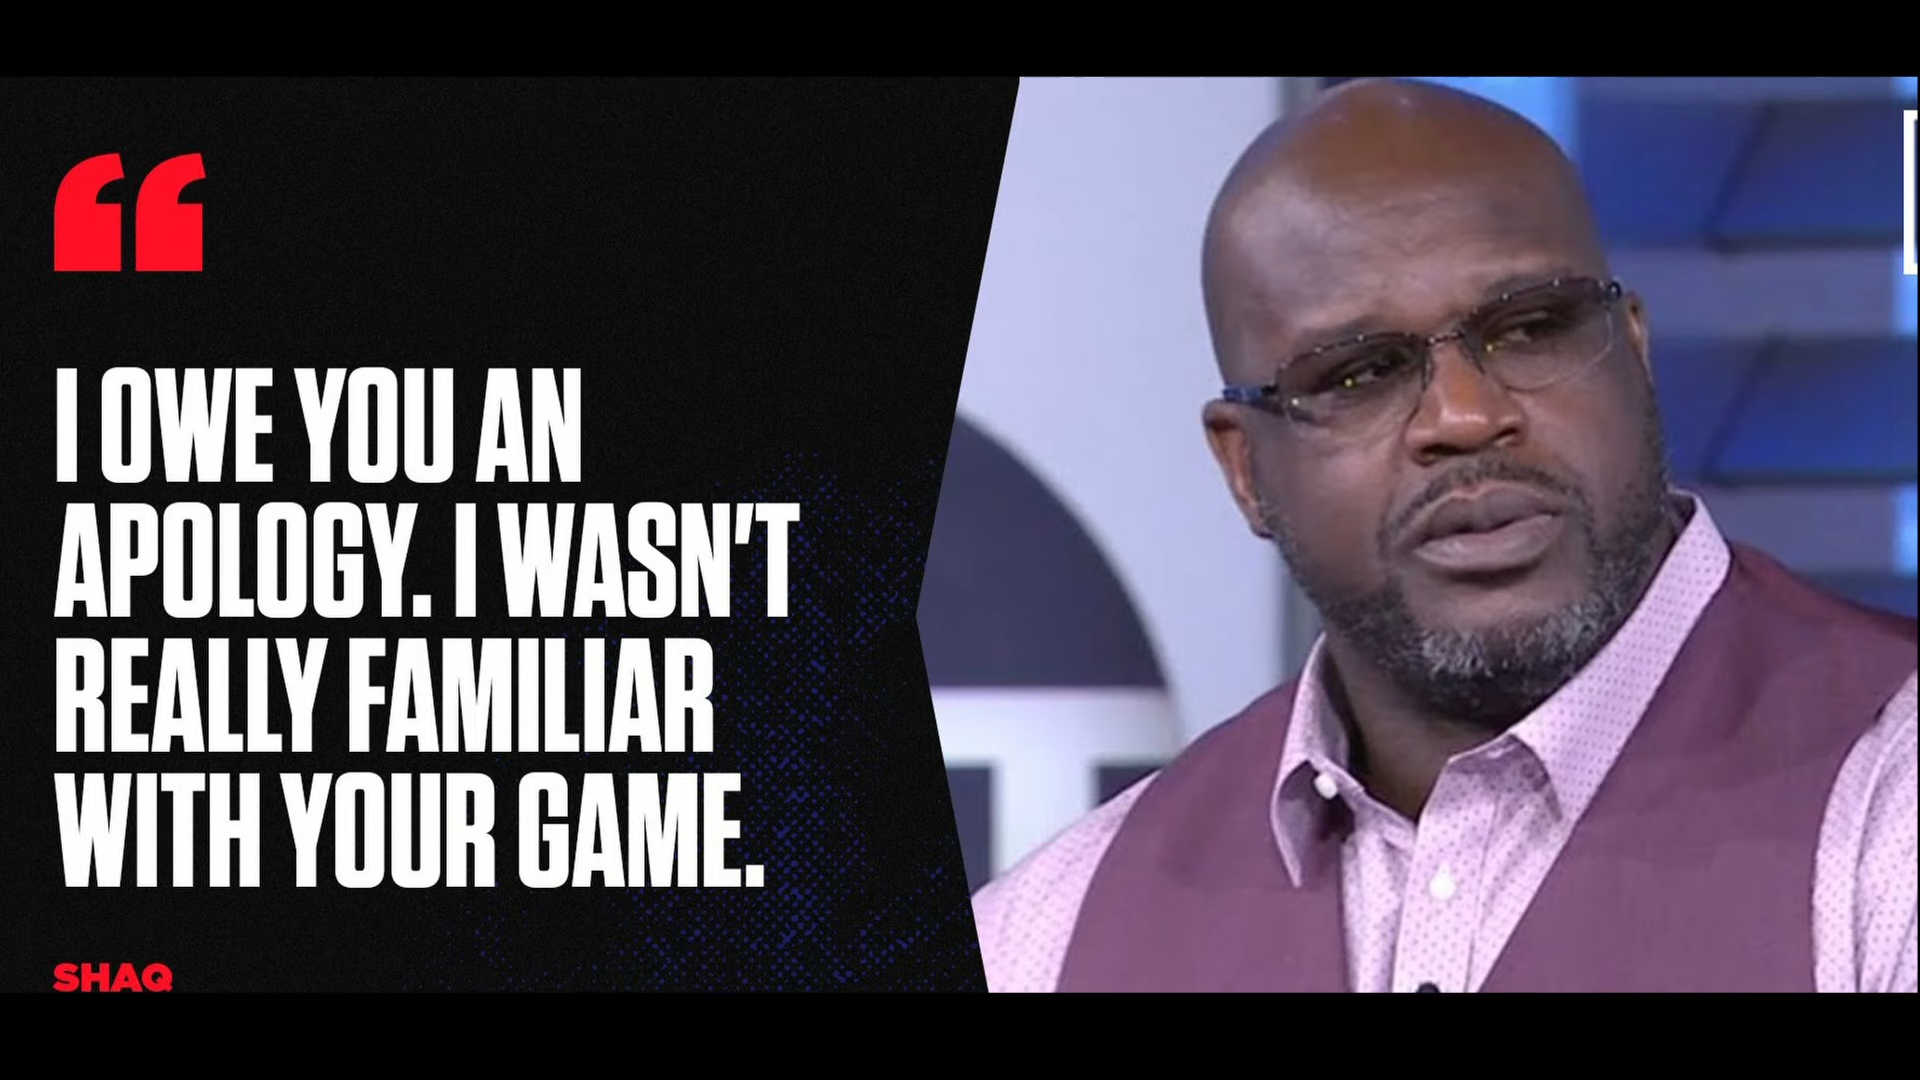 I OWE YOU AN
APOLOGY. I WASN'T
REALLY FAMILIAR
WITH YOUR GAME.
SHAQ